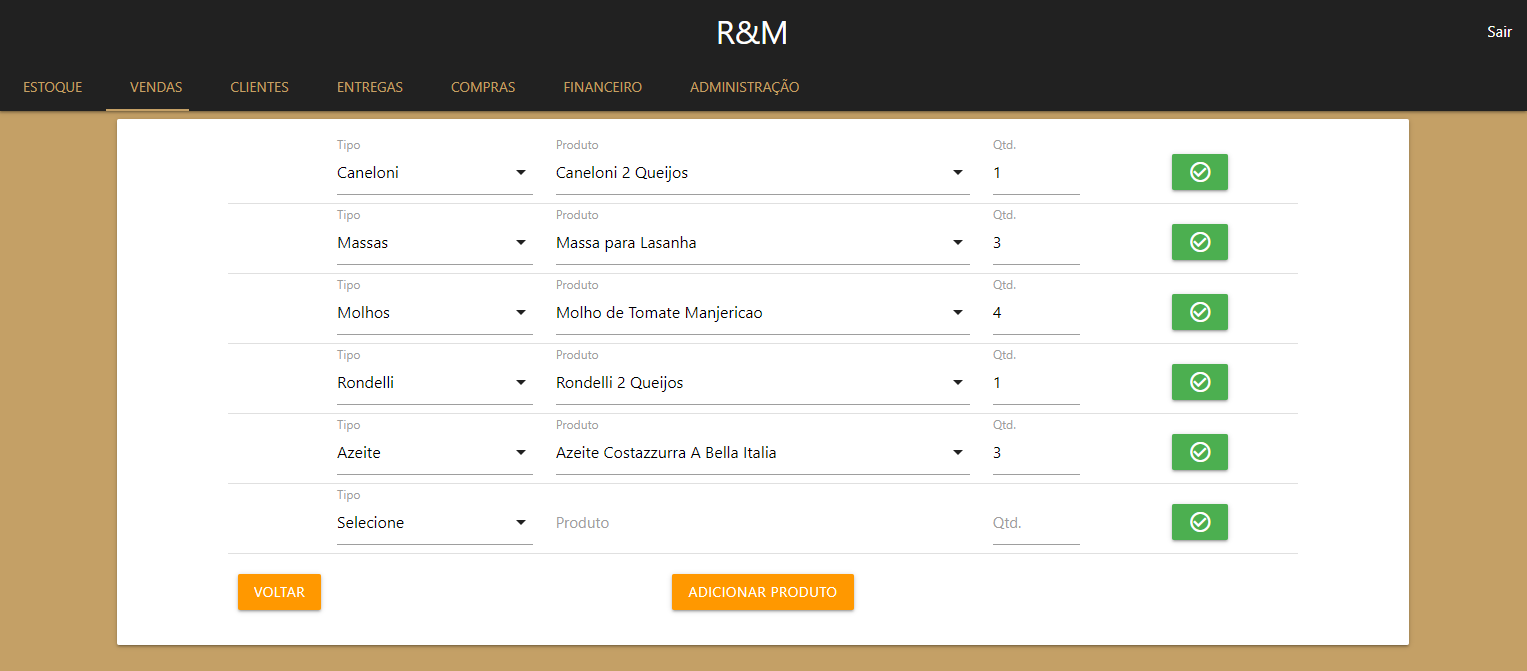 R&M
Sair
ESTOQUE VENDAS CLIENTES ENTREGAS COMPRAS FINANCEIRO ADMINISTRAÇÃO
Tipo Produto Qtd.
Caneloni Caneloni 2 Queijos 1
Tipo Produto Qtd.
Massas Massa para Lasanha 3
Tipo Produto Qtd.
Molhos Molho de Tomate Manjericao 4
Tipo Produto Qtd.
Rondelli Rondelli 2 Queijos 1
Tipo Produto Qtd.
Azeite Azeite Costazzurra A Bella Italia 3
Tipo
Selecione Produto Qtd.
VOLTAR ADICIONAR PRODUTO